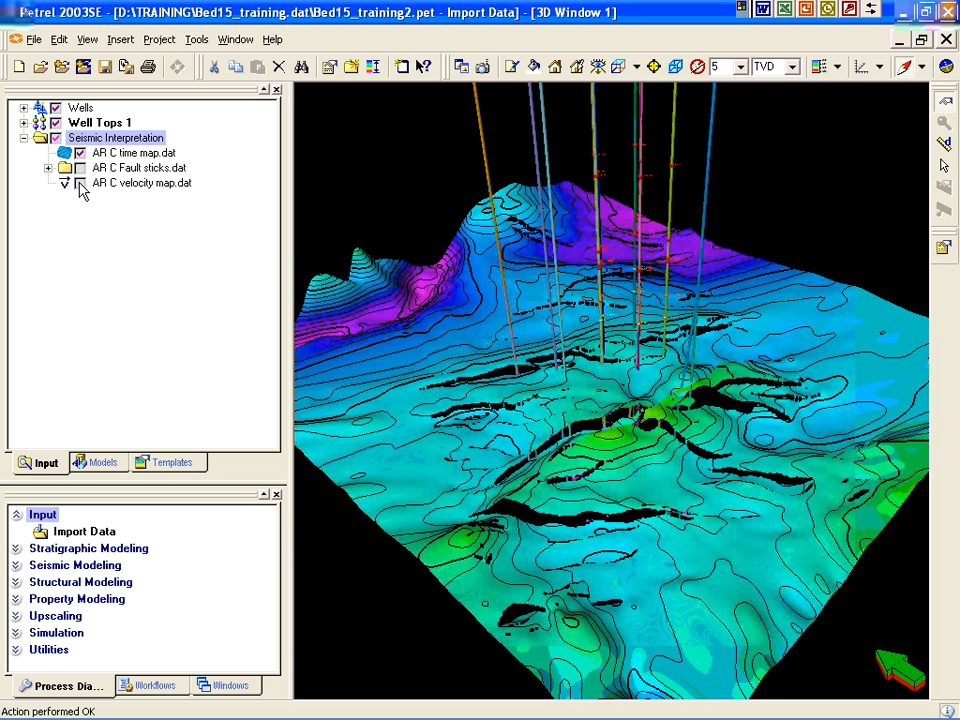 Petrel 2003SE - [D:\TRAINING\Bed15_training.dat\Bed15_training2.pet - Import Data] - [3D Window 1]
File Edit View Insert Project Tools Window Help
5 TVD
Wells
Well Tops 1
Seismic Interpretation
AR C time map.dat
AR C Fault sticks.dat
AR C velocity map.dat
Input Models Templates
Input
Import Data
Stratigraphic Modeling
Seismic Modeling
Structural Modeling
Property Modeling
Upscaling
Simulation
Utilities
Process Dia... Workflows Windows
Action performed OK